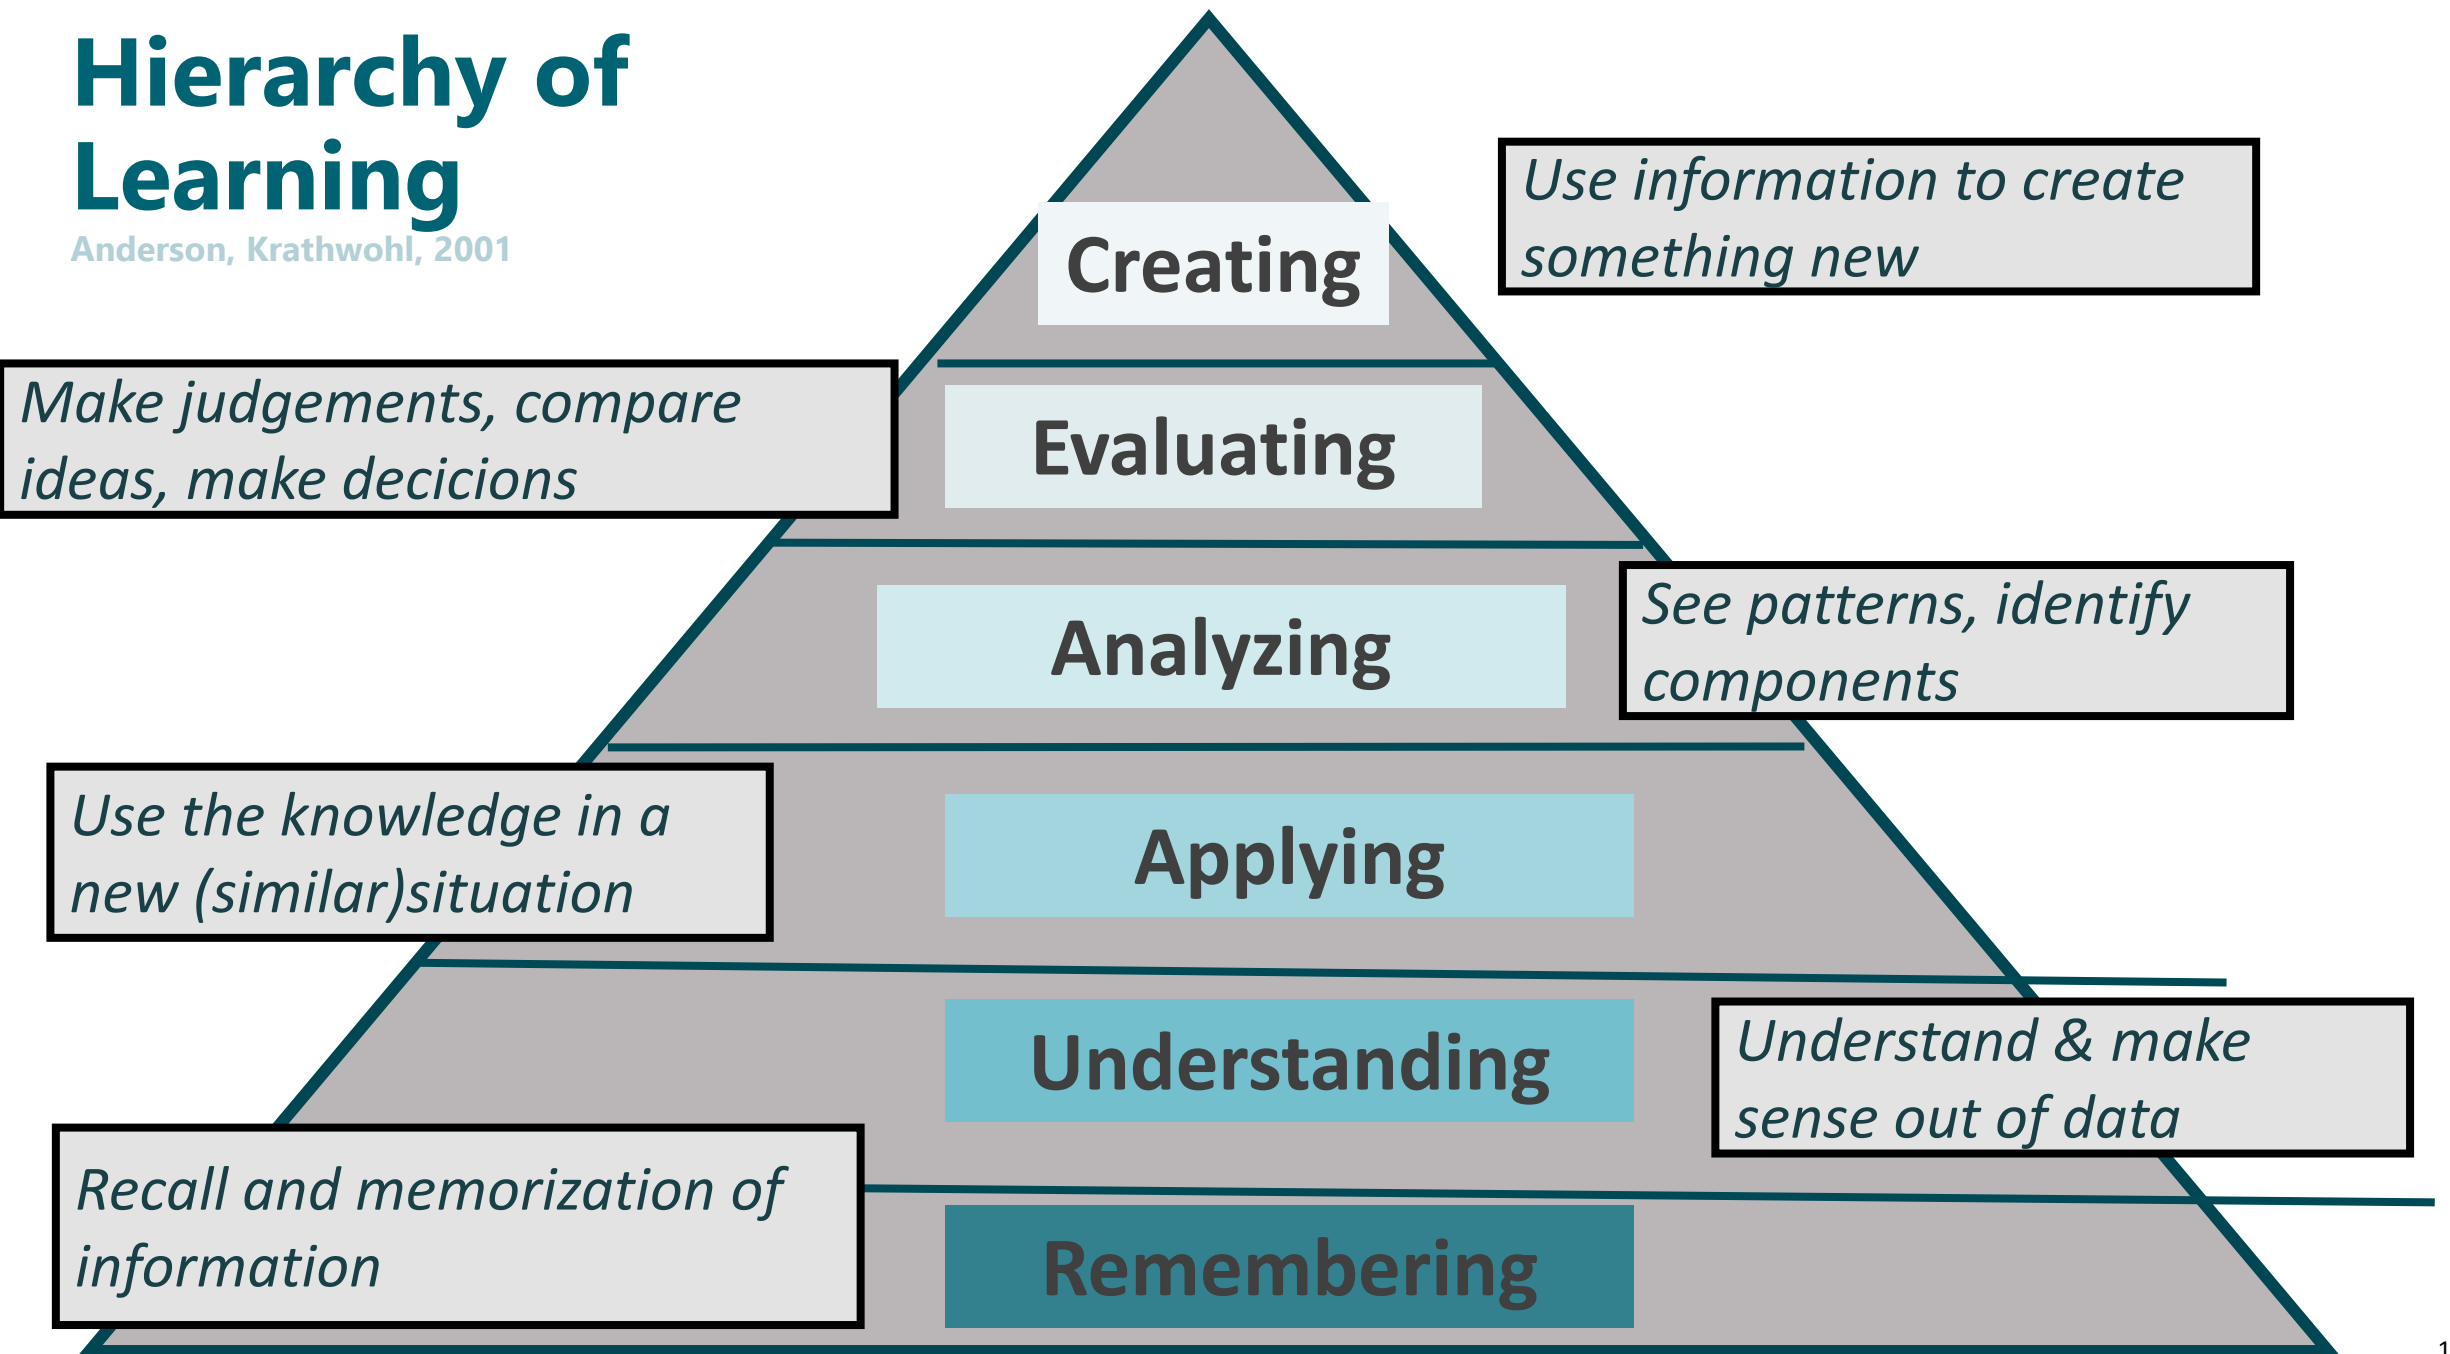 Hierarchy of
Learning
Anderson, Krathwohl, 2001
Creating
Use information to create
something new
Make judgements, compare
ideas, make decicions
Evaluating
Analyzing
See patterns, identify
components
Use the knowledge in a
new (similar)situation
Applying
Understanding
Understand & make
sense out of data
Recall and memorization of
information
Remembering
1